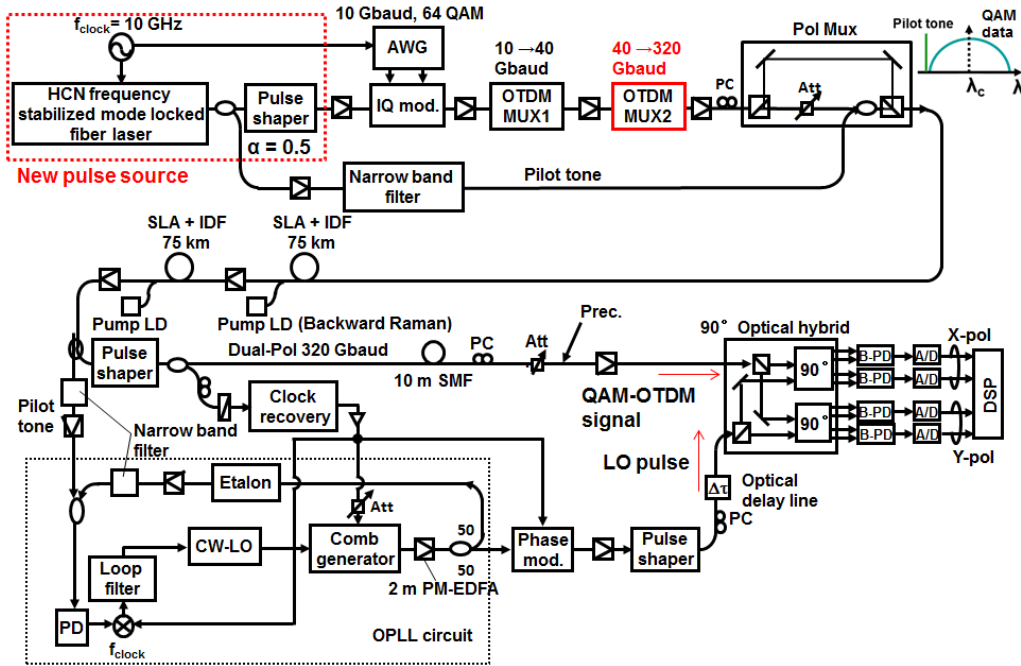 f_clock = 10 GHz
10 Gbaud, 64 QAM
AWG
HCN frequency
stabilized mode locked
fiber laser
Pulse
shaper
α = 0.5
New pulse source
IQ mod.
10 → 40
Gbaud
OTDM
MUX1
40 → 320
Gbaud
OTDM
MUX2
PC
Pol Mux
Att
Pilot tone
QAM
data
λc
λ
Narrow band
filter
Pilot tone
SLA + IDF
75 km
SLA + IDF
75 km
Pump LD
Pump LD (Backward Raman)
Pulse
shaper
Dual-Pol 320 Gbaud
10 m SMF
PC
Att
Prec.
QAM-OTDM
signal
LO pulse
90° Optical hybrid
90°
90°
B-PD
A/D
B-PD
A/D
B-PD
A/D
B-PD
A/D
X-pol
Y-pol
DSP
Pilot
tone
Narrow band
filter
Clock
recovery
Etalon
Att
CW-LO
Comb
generator
50
50
2 m PM-EDFA
Loop
filter
PD
f_clock
OPLL circuit
Phase
mod.
Pulse
shaper
Δτ
Optical
delay line
PC